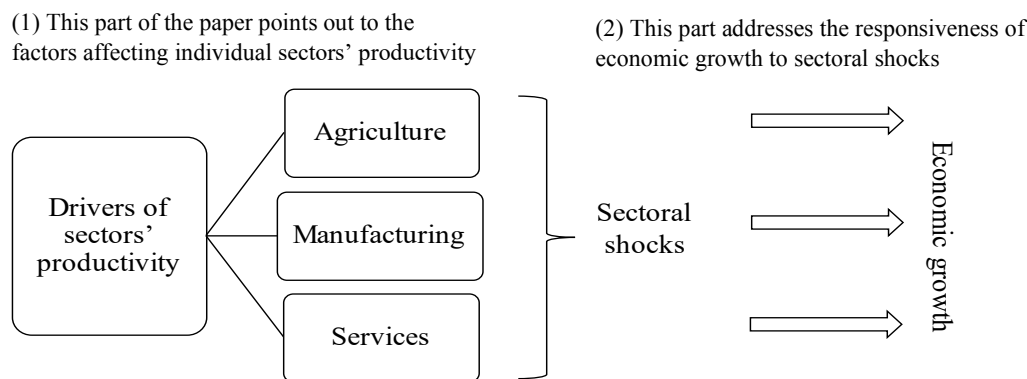 (1) This part of the paper points out to the
factors affecting individual sectors’ productivity
(2) This part addresses the responsiveness of
economic growth to sectoral shocks
Drivers of
sectors’
productivity
Agriculture
Manufacturing
Services
Sectoral
shocks
Economic growth